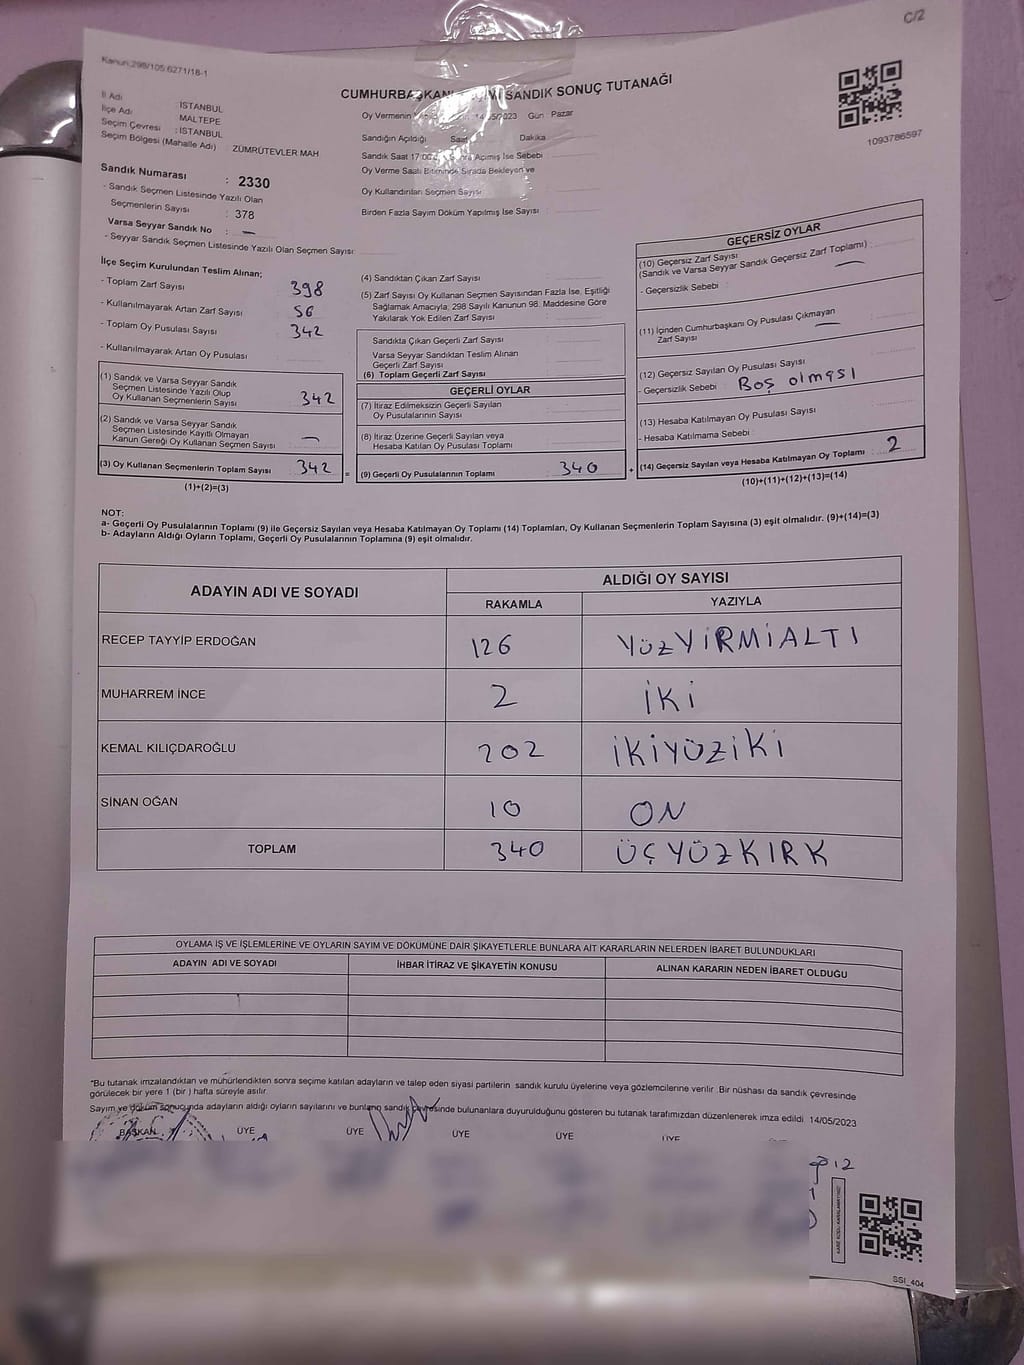 C/2
Kanun:298/105:6271/18-1
CUMHURBAŞKANI SANDIK SONUÇ TUTANAĞI
1093786597
İl Adı : İSTANBUL
İlçe Adı MALTEPE
Seçim Çevresi : İSTANBUL
Seçim Bölgesi (Mahalle Adı) : ZÜMRÜTEVLER MAH
Sandık Numarası : 2330
- Sandık Seçmen Listesinde Yazılı Olan
Seçmenlerin Sayısı : 378
Varsa Seyyar Sandık No : —
- Seyyar Sandık Seçmen Listesinde Yazılı Olan Seçmen Sayısı
Oy Vermenin 2023 Gün : Pazar
Sandığın Açıldığı Saat Dakika
Sandık Saat 17:00 Açılmış İse Sebebi
Oy Verme Saati Bitiminde Sırada Bekleyen ve
Oy Kullandırılan Seçmen Sayısı
Birden Fazla Sayım Döküm Yapılmış İse Sayısı
İlçe Seçim Kurulundan Teslim Alınan;
- Toplam Zarf Sayısı 398
- Kullanılmayarak Artan Zarf Sayısı 56
- Toplam Oy Pusulası Sayısı 342
- Kullanılmayarak Artan Oy Pusulası
(1) Sandık ve Varsa Seyyar Sandık
Seçmen Listesinde Yazılı Olup
Oy Kullanan Seçmenlerin Sayısı 342
(2) Sandık ve Varsa Seyyar Sandık
Seçmen Listesinde Kayıtlı Olmayan
Kanun Gereği Oy Kullanan Seçmen Sayısı —
(3) Oy Kullanan Seçmenlerin Toplam Sayısı 342
(1)+(2)=(3)
(4) Sandıktan Çıkan Zarf Sayısı
(5) Zarf Sayısı Oy Kullanan Seçmen Sayısından Fazla İse, Eşitliği
Sağlamak Amacıyla, 298 Sayılı Kanunun 98. Maddesine Göre
Yakılarak Yok Edilen Zarf Sayısı
Sandıkta Çıkan Geçerli Zarf Sayısı
Varsa Seyyar Sandıktan Teslim Alınan
Geçerli Zarf Sayısı
(6) Toplam Geçerli Zarf Sayısı
GEÇERLİ OYLAR
(7) İtiraz Edilmeksizin Geçerli Sayılan
Oy Pusulalarının Sayısı
(8) İtiraz Üzerine Geçerli Sayılan veya
Hesaba Katılan Oy Pusulası Toplamı
= (9) Geçerli Oy Pusulalarının Toplamı 340 +
GEÇERSİZ OYLAR
(10) Geçersiz Zarf Sayısı
(Sandık ve Varsa Seyyar Sandık Geçersiz Zarf Toplamı) —
- Geçersizlik Sebebi
(11) İçinden Cumhurbaşkanı Oy Pusulası Çıkmayan
Zarf Sayısı —
(12) Geçersiz Sayılan Oy Pusulası Sayısı
- Geçersizlik Sebebi : Boş olması
(13) Hesaba Katılmayan Oy Pusulası Sayısı
- Hesaba Katılmama Sebebi
(14) Geçersiz Sayılan veya Hesaba Katılmayan Oy Toplamı 2
(10)+(11)+(12)+(13)=(14)
NOT:
a- Geçerli Oy Pusulalarının Toplamı (9) ile Geçersiz Sayılan veya Hesaba Katılmayan Oy Toplamı (14) Toplamları, Oy Kullanan Seçmenlerin Toplam Sayısına (3) eşit olmalıdır. (9)+(14)=(3)
b- Adayların Aldığı Oyların Toplamı, Geçerli Oy Pusulalarının Toplamına (9) eşit olmalıdır.
ADAYIN ADI VE SOYADI ALDIĞI OY SAYISI
RAKAMLA YAZIYLA
RECEP TAYYİP ERDOĞAN 126 YÜZYİRMİALTI
MUHARREM İNCE 2 İKİ
KEMAL KILIÇDAROĞLU 202 İKİYÜZİKİ
SİNAN OĞAN 10 ON
TOPLAM 340 ÜÇYÜZKIRK
OYLAMA İŞ VE İŞLEMLERİNE VE OYLARIN SAYIM VE DÖKÜMÜNE DAİR ŞİKAYETLERLE BUNLARA AİT KARARLARIN NELERDEN İBARET BULUNDUKLARI
ADAYIN ADI VE SOYADI İHBAR İTİRAZ VE ŞİKAYETİN KONUSU ALINAN KARARIN NEDEN İBARET OLDUĞU
*Bu tutanak imzalandıktan ve mühürlendikten sonra seçime katılan adayların ve talep eden siyasi partilerin sandık kurulu üyelerine veya gözlemcilerine verilir. Bir nüshası da sandık çevresinde
görülecek bir yere 1 (bir) hafta süreyle asılır.
Sayım ve döküm sonucunda adayların aldığı oyların sayılarını ve bunların sandık çevresinde bulunanlara duyurulduğunu gösteren bu tutanak tarafımızdan düzenlenerek imza edildi 14/05/2023
BAŞKAN ÜYE ÜYE ÜYE ÜYE ÜYE
SSI_404